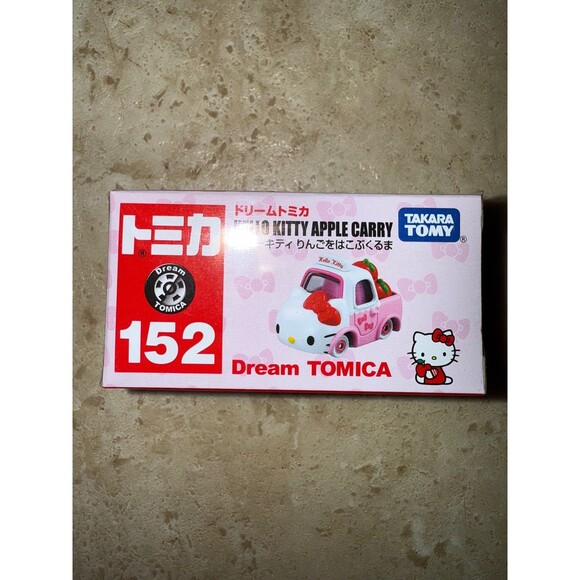 トミカ
®
Dream
TOMICA
152
ドリームトミカ
KITTY APPLE CARRY
キティ りんごをはこぶくるま
TAKARA
TOMY
®
Hello Kitty
Dream TOMICA